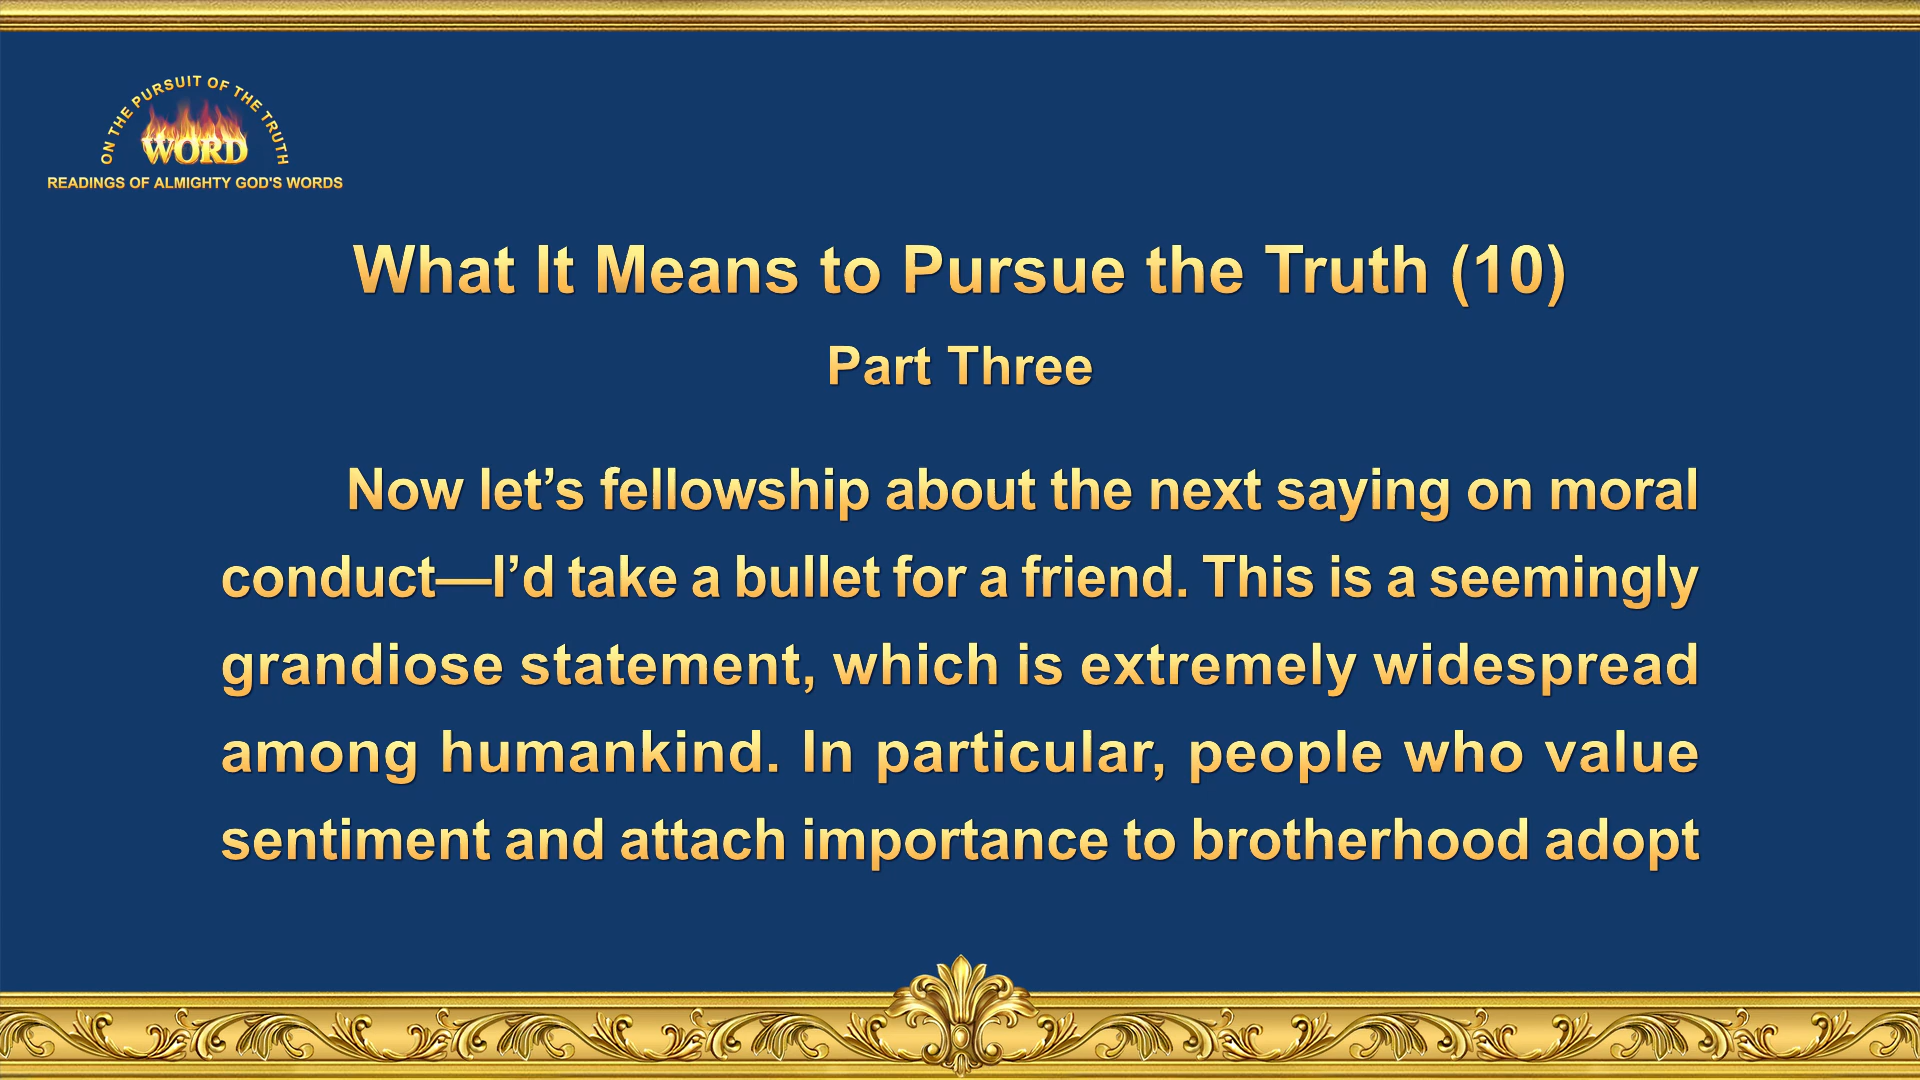 ON THE PURSUIT OF THE TRUTH
WORD
READINGS OF ALMIGHTY GOD'S WORDS
What It Means to Pursue the Truth (10)
Part Three
Now let’s fellowship about the next saying on moral
conduct—I’d take a bullet for a friend. This is a seemingly
grandiose statement, which is extremely widespread
among humankind. In particular, people who value
sentiment and attach importance to brotherhood adopt